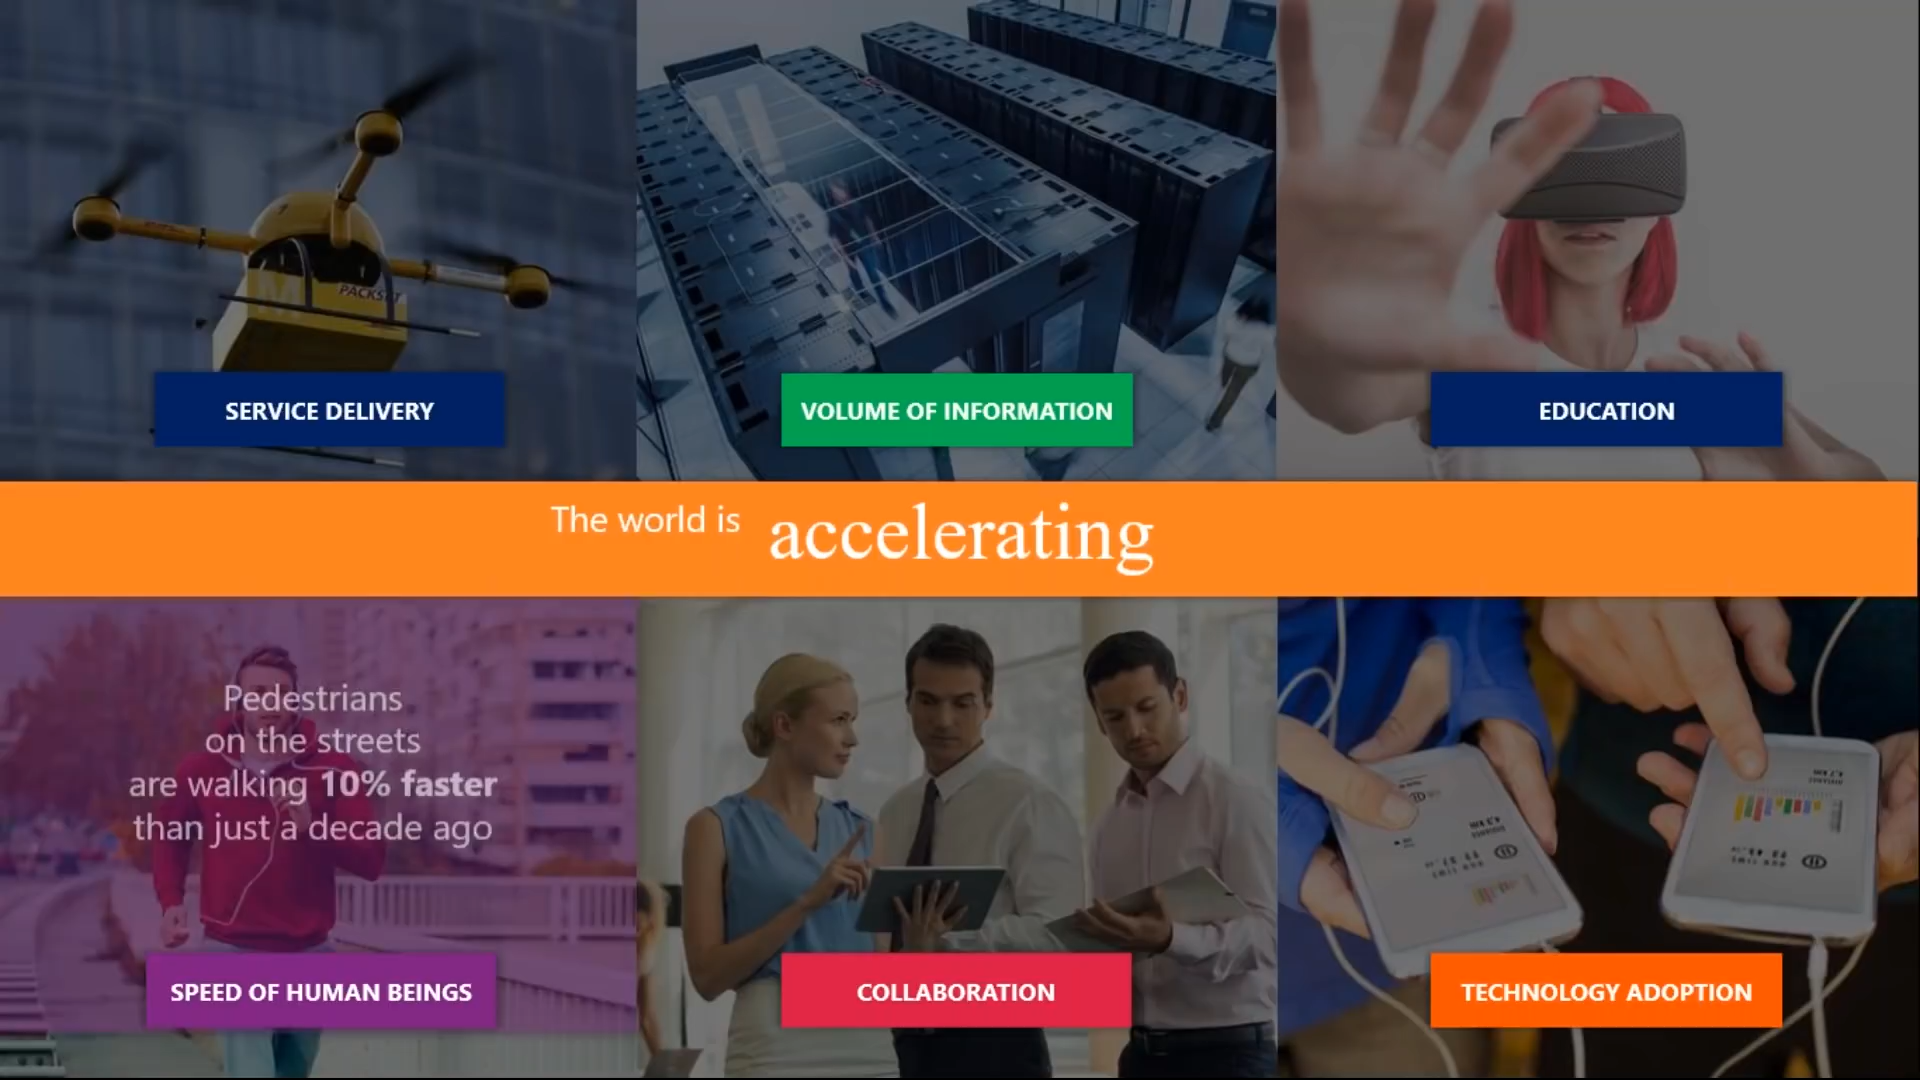 PACKSET
SERVICE DELIVERY
VOLUME OF INFORMATION
EDUCATION
The world is accelerating
Pedestrians
on the streets
are walking 10% faster
than just a decade ago
SPEED OF HUMAN BEINGS
COLLABORATION
TECHNOLOGY ADOPTION